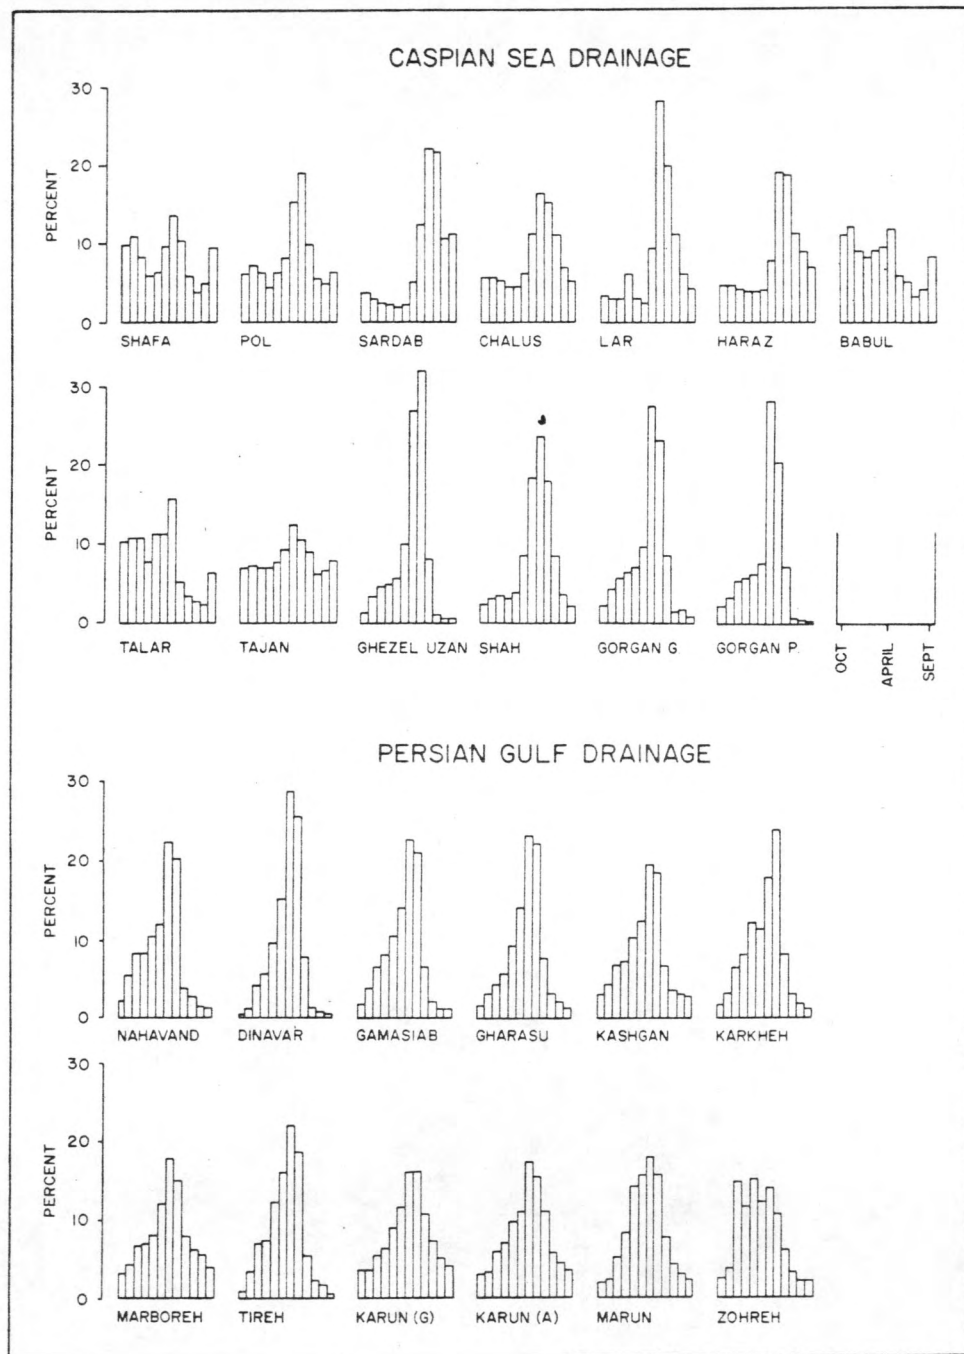 CASPIAN SEA DRAINAGE
30
20
10
0
PERCENT
SHAFA POL SARDAB CHALUS LAR HARAZ BABUL
30
20
10
0
PERCENT
TALAR TAJAN GHEZEL UZAN SHAH GORGAN G. GORGAN P.
OCT APRIL SEPT
PERSIAN GULF DRAINAGE
30
20
10
0
PERCENT
NAHAVAND DINAVAR GAMASIAB GHARASU KASHGAN KARKHEH
30
20
10
0
PERCENT
MARBOREH TIREH KARUN (G) KARUN (A) MARUN ZOHREH